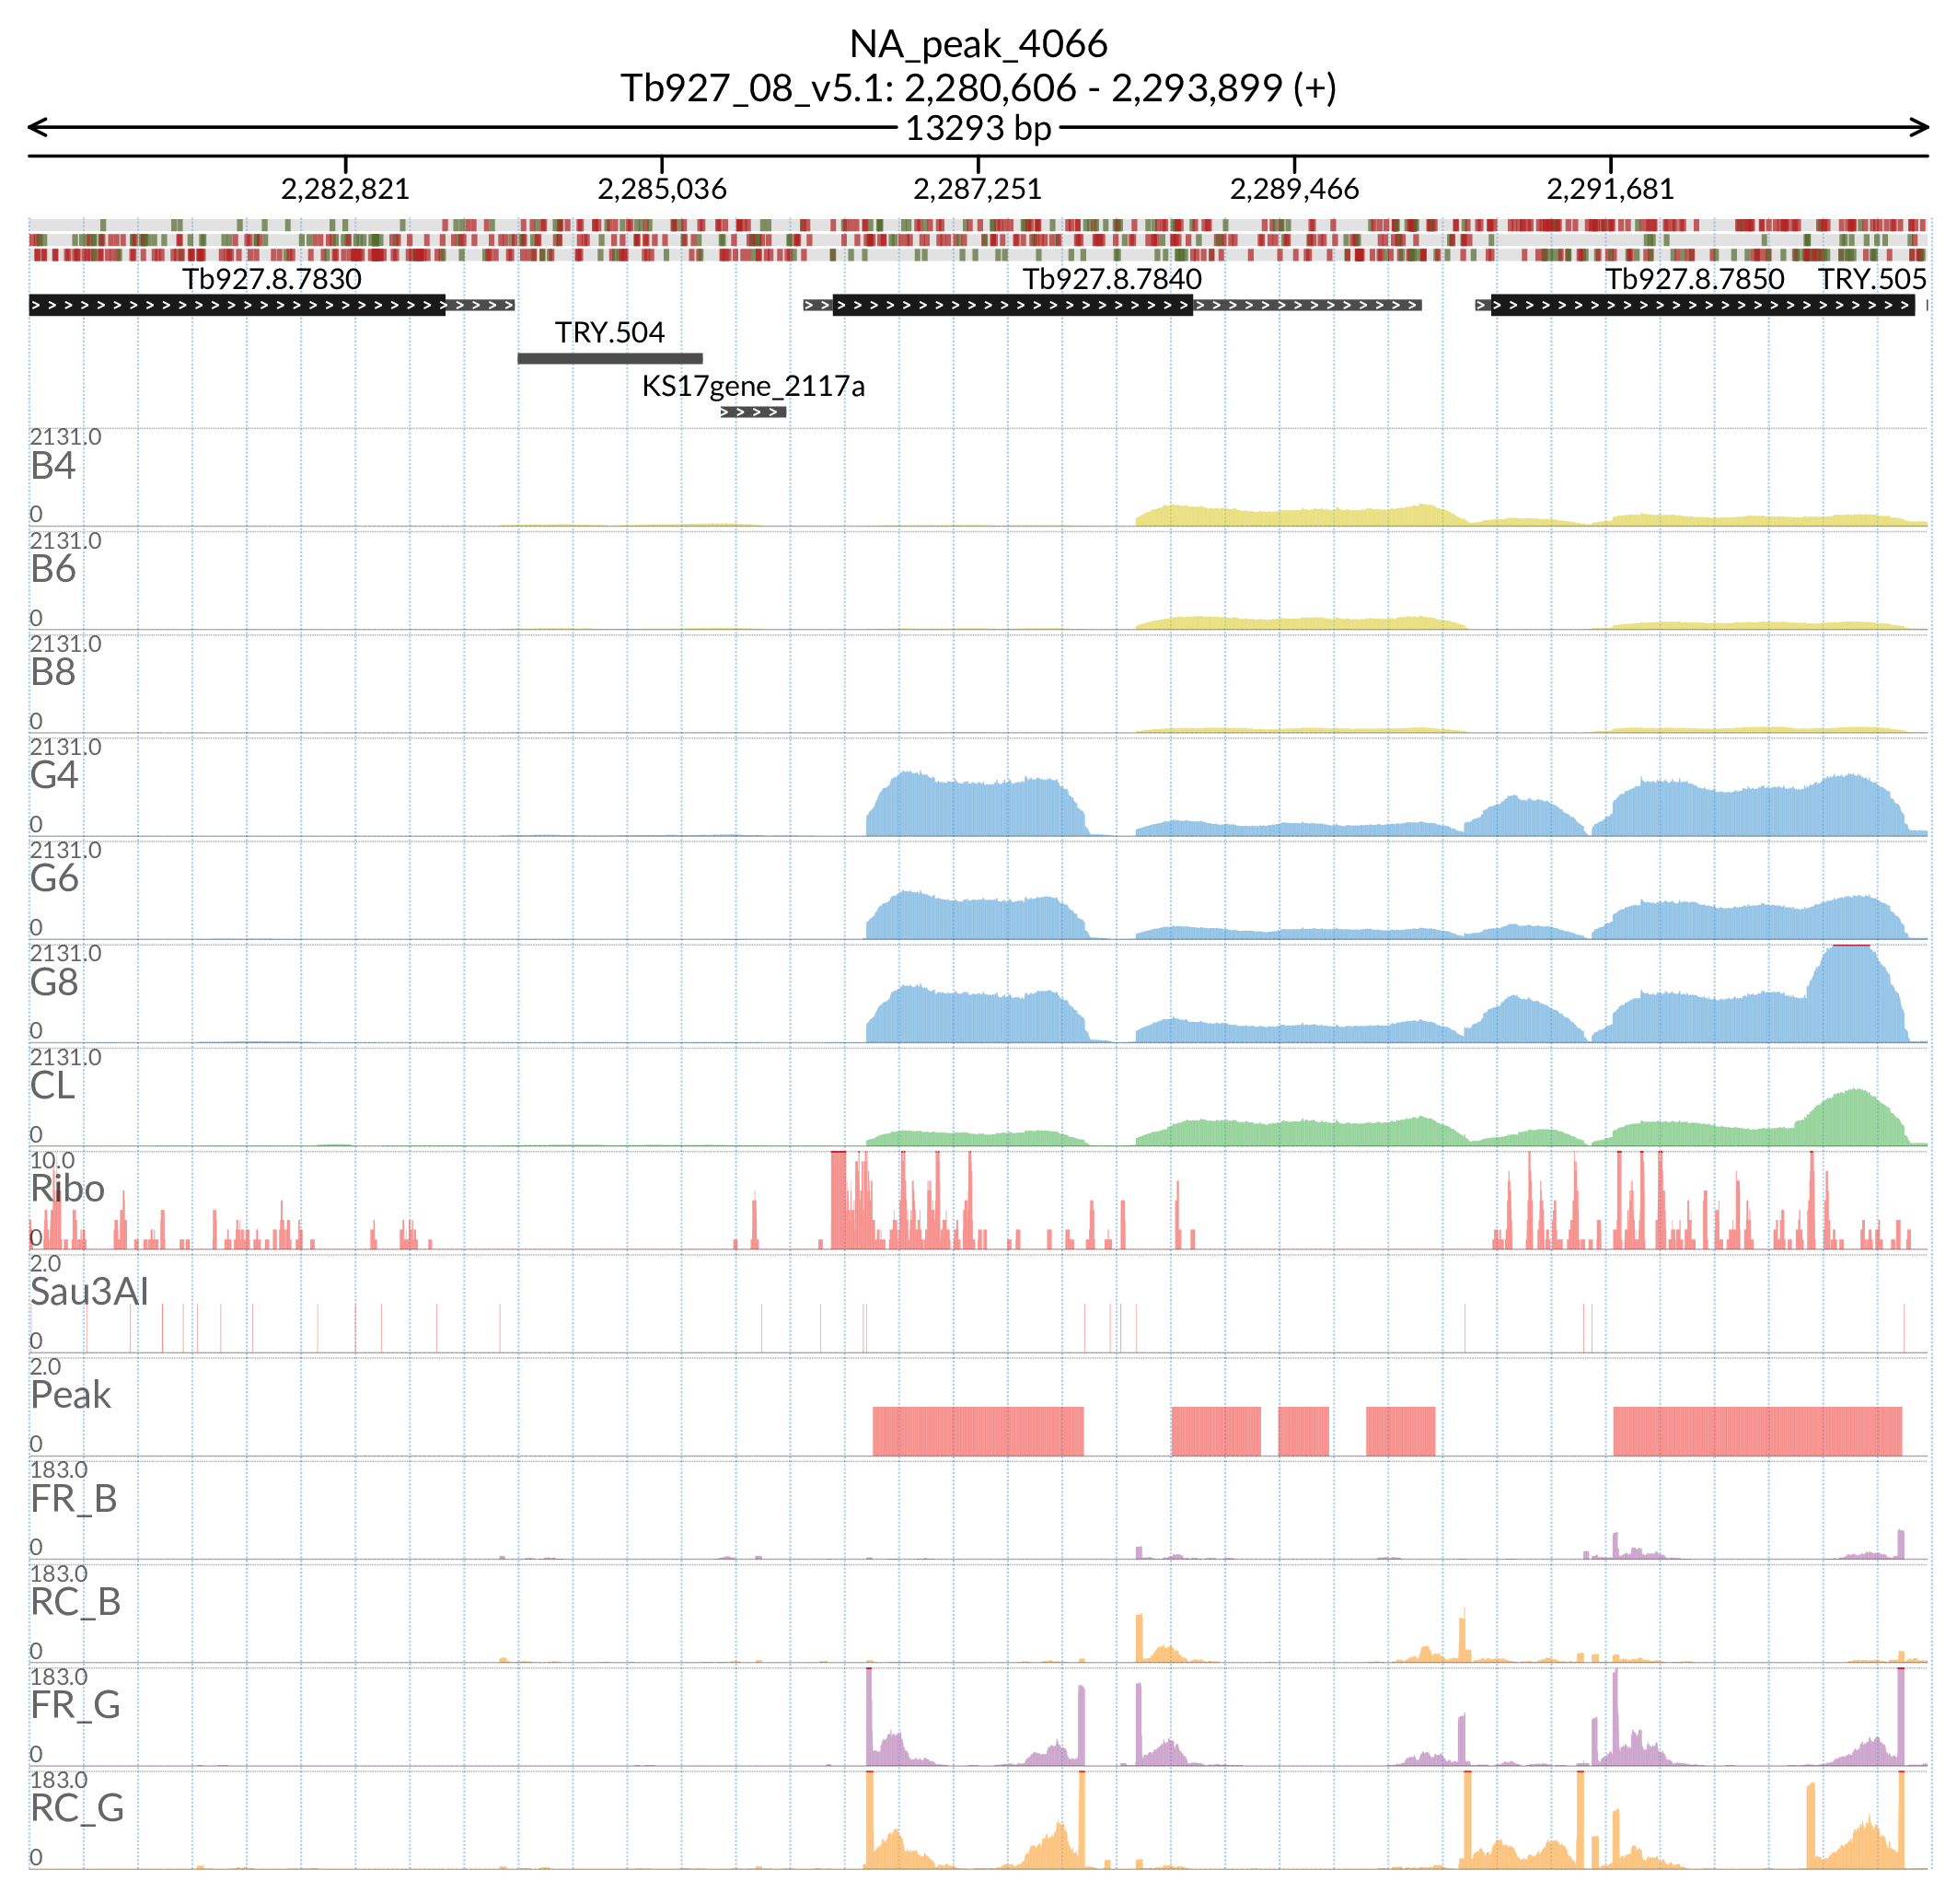 NA_peak_4066
Tb927_08_v5.1: 2,280,606 - 2,293,899 (+)
13293 bp
2,282,821 2,285,036 2,287,251 2,289,466 2,291,681
Tb927.8.7830 Tb927.8.7840 Tb927.8.7850 TRY.505
TRY.504
KS17gene_2117a
2131.0
B4
0
2131.0
B6
0
2131.0
B8
0
2131.0
G4
0
2131.0
G6
0
2131.0
G8
0
2131.0
CL
0
10.0
Ribo
0
2.0
Sau3AI
0
2.0
Peak
0
183.0
FR_B
0
183.0
RC_B
0
183.0
FR_G
0
183.0
RC_G
0